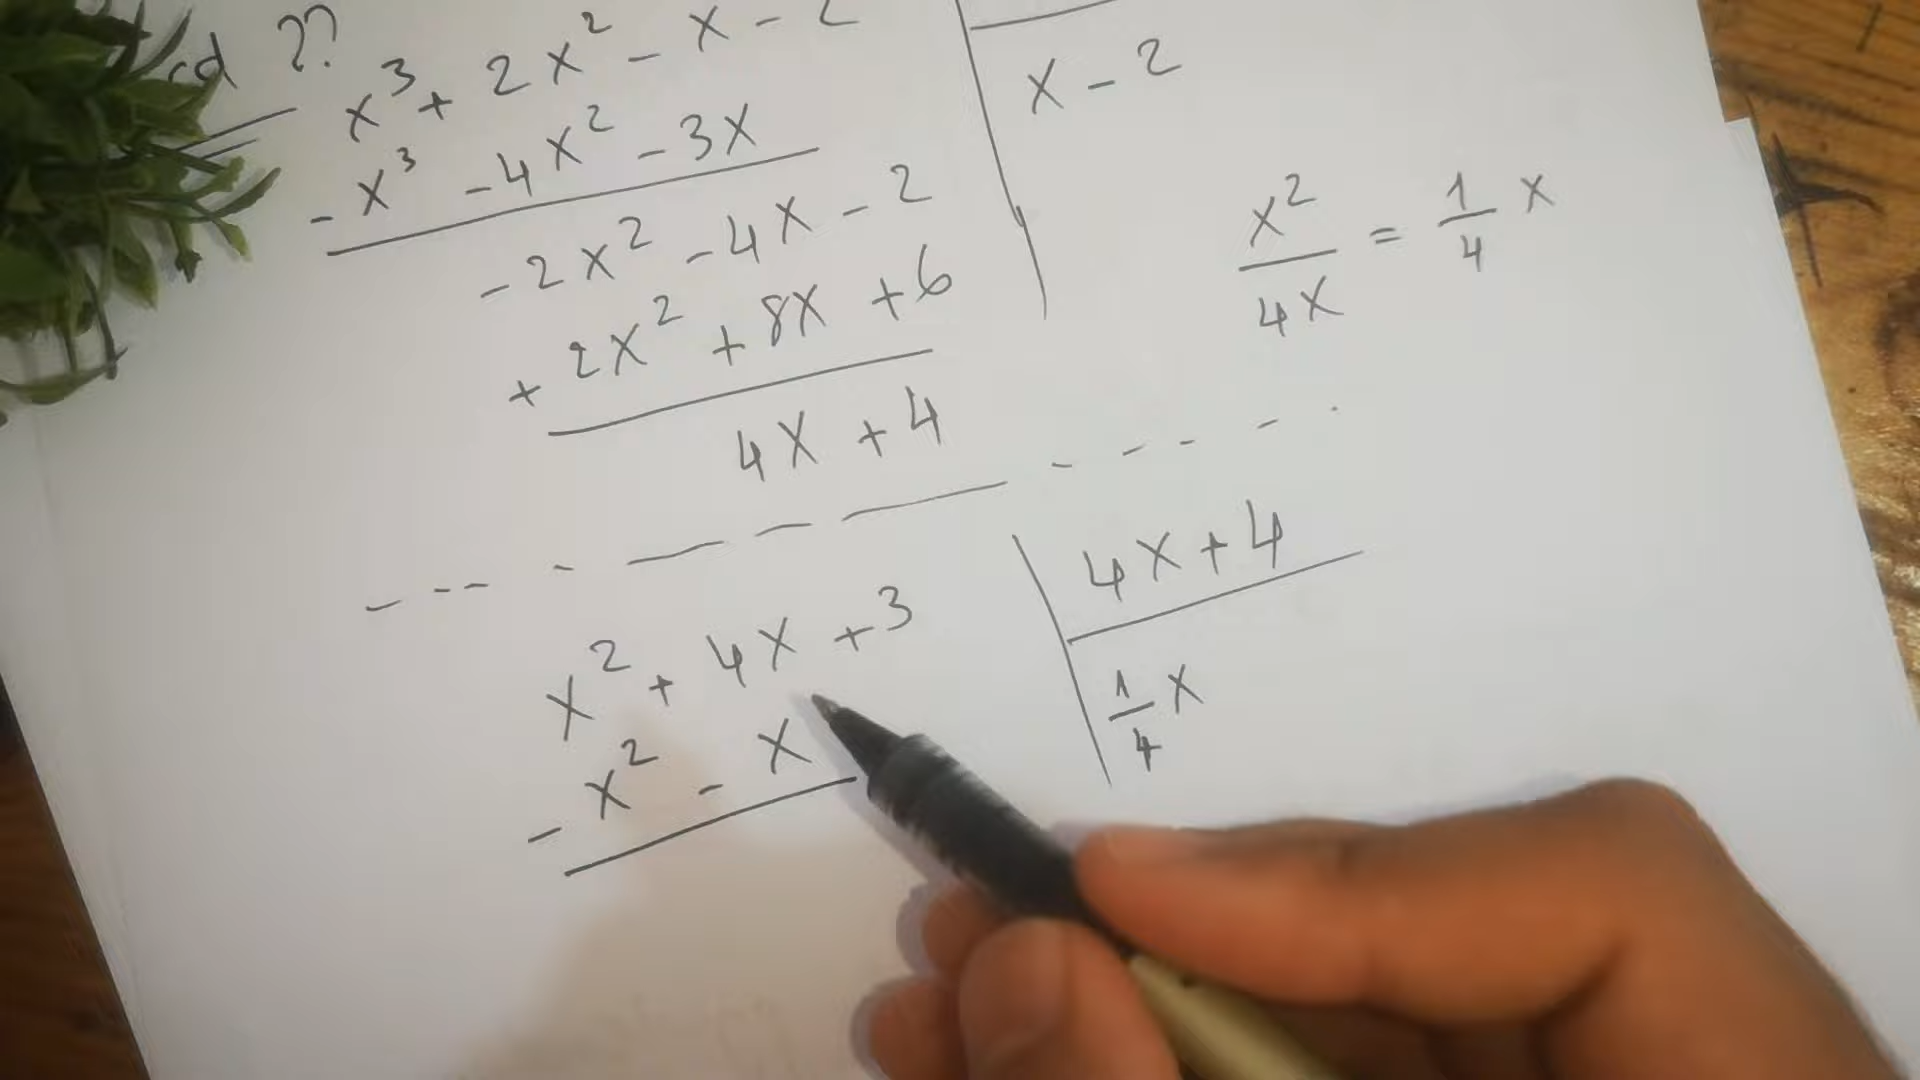 cd ??
x³ + 2x² - x - 2
- x³ - 4x² - 3x
x - 2
- 2x² - 4x - 2
+ 2x² + 8x + 6
4x + 4
x²/4x = 1/4 x
x² + 4x + 3
4x + 4
- x² - x
1/4 x